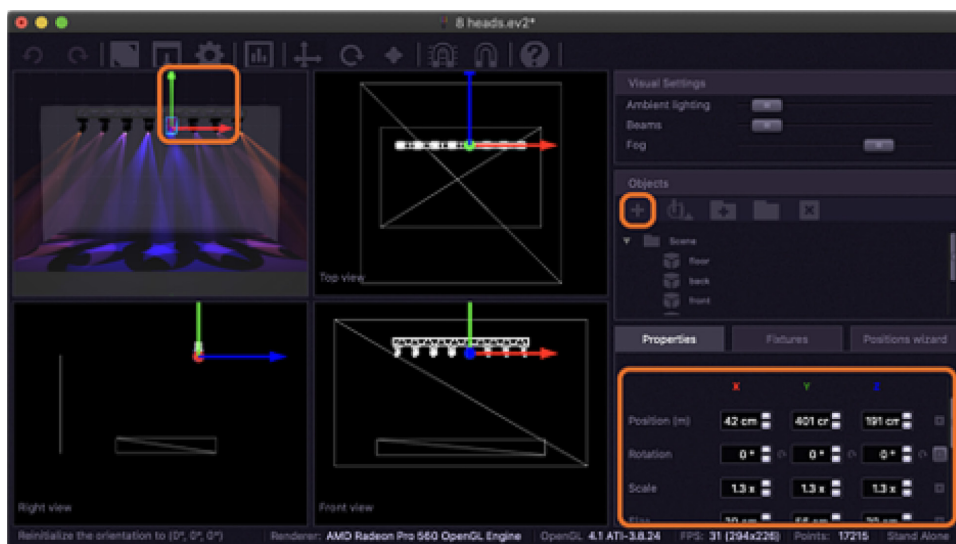 8 heads.ev2*
Visual Settings
Ambient lighting
Beams
Fog
Objects
Scene
floor
back
front
Top view
Properties
Fixtures
Positions wizard
X Y Z
Position (m) 42 cm 401 cr 191 cm
Rotation 0° 0° 0°
Scale 1.3 x 1.3 x 1.3 x
Right view
Front view
Reinitialize the orientation to (0°, 0°, 0°) Renderer: AMD Radeon Pro 560 OpenGL Engine OpenGL 4.1 ATI-3.8.24 FPS: 31 (294x226) Points: 17215 Stand Alone